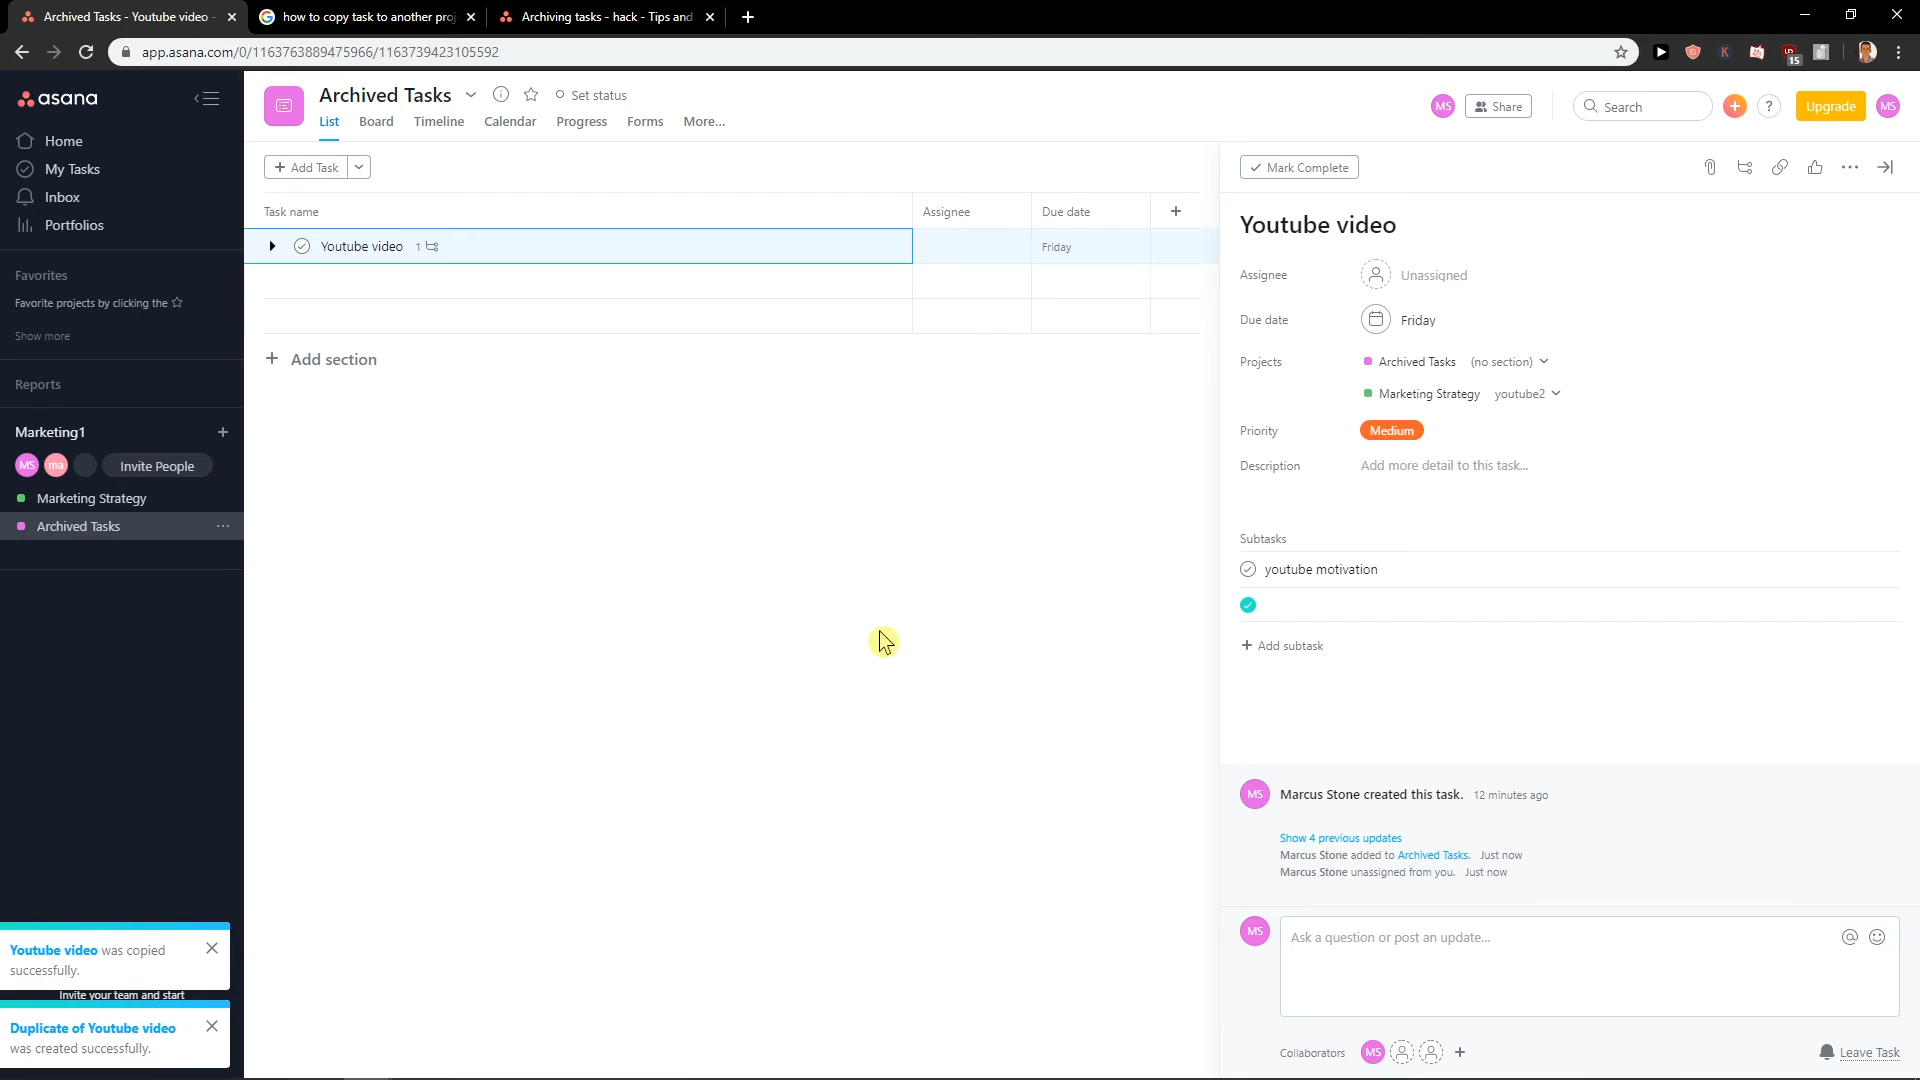 Archived Tasks - Youtube video -
how to copy task to another pro
Archiving tasks - hack - Tips and
app.asana.com/0/1163763889475966/1163739423105592
K
15
asana
Home
My Tasks
Inbox
Portfolios
Favorites
Favorite projects by clicking the
Show more
Reports
Marketing1
MS
ma
Invite People
Marketing Strategy
Archived Tasks
Youtube video was copied
successfully.
Invite your team and start
Duplicate of Youtube video
was created successfully.
Archived Tasks
Set status
List
Board
Timeline
Calendar
Progress
Forms
More...
MS
Share
Search
?
Upgrade
MS
Add Task
Task name
Assignee
Due date
Youtube video 1
Friday
Add section
Mark Complete
Youtube video
Assignee
Unassigned
Due date
Friday
Projects
Archived Tasks (no section)
Marketing Strategy youtube2
Priority
Medium
Description
Add more detail to this task...
Subtasks
youtube motivation
Add subtask
MS
Marcus Stone created this task. 12 minutes ago
Show 4 previous updates
Marcus Stone added to Archived Tasks. Just now
Marcus Stone unassigned from you. Just now
MS
Ask a question or post an update...
Collaborators
MS
Leave Task